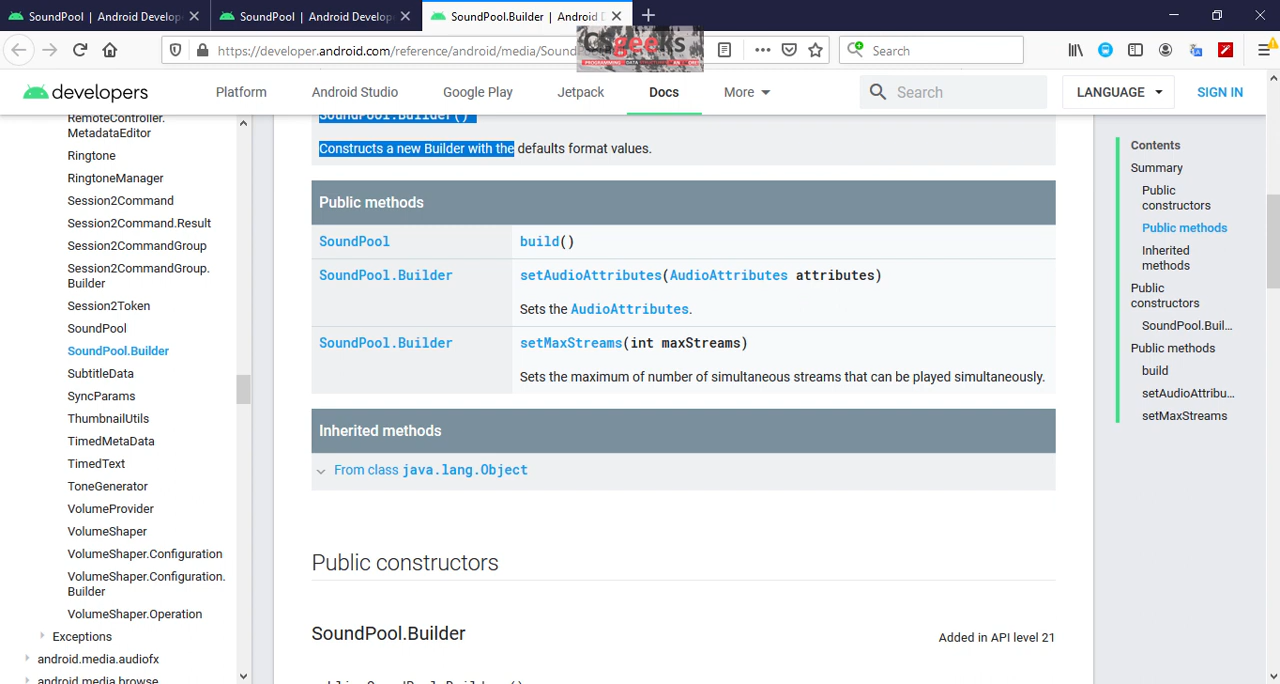 SoundPool | Android Develop
SoundPool | Android Develop
SoundPool.Builder | Android D
https://developer.android.com/reference/android/media/Sound
CSgeeks
Search
developers
Platform
Android Studio
Google Play
Jetpack
Docs
More
Search
LANGUAGE
SIGN IN
RemoteController.
MetadataEditor
Ringtone
RingtoneManager
Session2Command
Session2Command.Result
Session2CommandGroup
Session2CommandGroup.
Builder
Session2Token
SoundPool
SoundPool.Builder
SubtitleData
SyncParams
ThumbnailUtils
TimedMetaData
TimedText
ToneGenerator
VolumeProvider
VolumeShaper
VolumeShaper.Configuration
VolumeShaper.Configuration.
Builder
VolumeShaper.Operation
Exceptions
android.media.audiofx
android.media.browse
SoundPool.Builder()
Constructs a new Builder with the defaults format values.
Public methods
SoundPool build()
SoundPool.Builder setAudioAttributes(AudioAttributes attributes)
Sets the AudioAttributes.
SoundPool.Builder setMaxStreams(int maxStreams)
Sets the maximum of number of simultaneous streams that can be played simultaneously.
Inherited methods
From class java.lang.Object
Public constructors
SoundPool.Builder
Added in API level 21
public SoundPool.Builder ()
Contents
Summary
Public
constructors
Public methods
Inherited
methods
Public
constructors
SoundPool.Buil...
Public methods
build
setAudioAttribu...
setMaxStreams